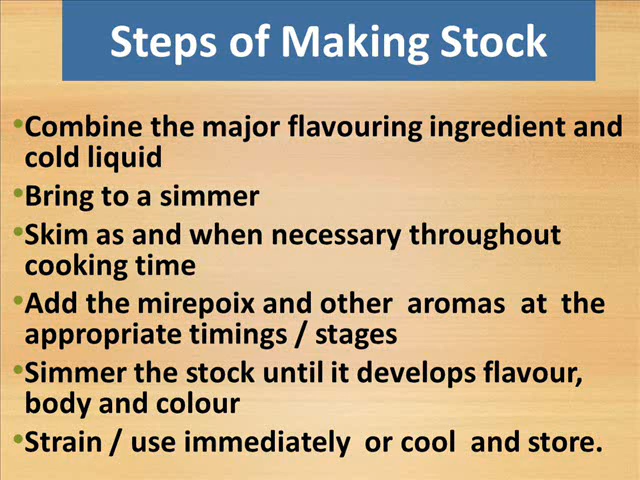 Steps of Making Stock
•Combine the major flavouring ingredient and
cold liquid
•Bring to a simmer
•Skim as and when necessary throughout
cooking time
•Add the mirepoix and other aromas at the
appropriate timings / stages
•Simmer the stock until it develops flavour,
body and colour
•Strain / use immediately or cool and store.